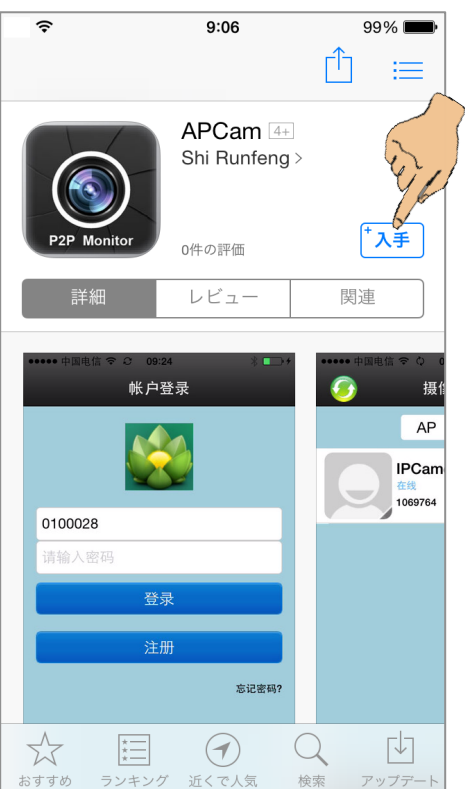 9:06
99%
APCam 4+
Shi Runfeng >
P2P Monitor
0件の評価
+入手
詳細
レビュー
関連
中国电信
09:24
帐户登录
0100028
请输入密码
登录
注册
忘记密码?
中国电信
AP
IPCam
在线
1069764
おすすめ
ランキング
近くで人気
検索
アップデート